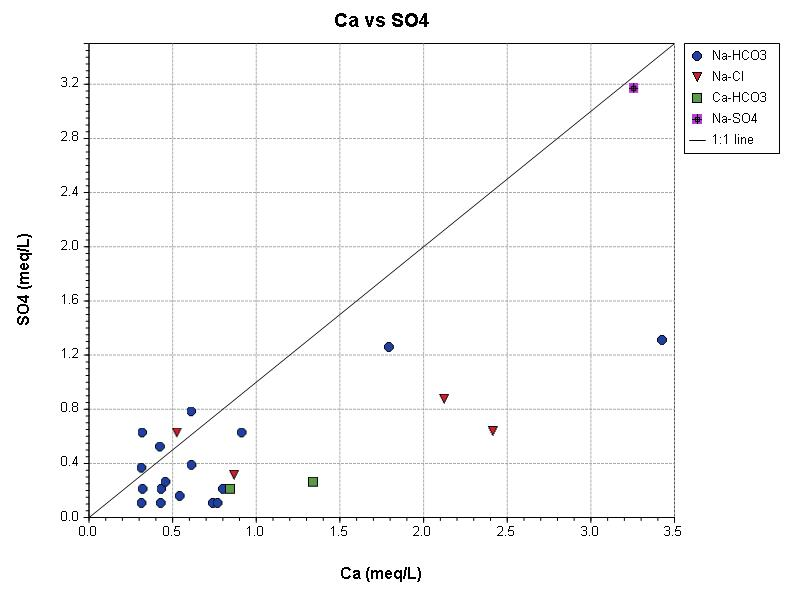 Ca vs SO4
Na-HCO3
Na-Cl
Ca-HCO3
Na-SO4
1:1 line
SO4 (meq/L)
3.2
2.8
2.4
2.0
1.6
1.2
0.8
0.4
0.0
0.0 0.5 1.0 1.5 2.0 2.5 3.0 3.5
Ca (meq/L)